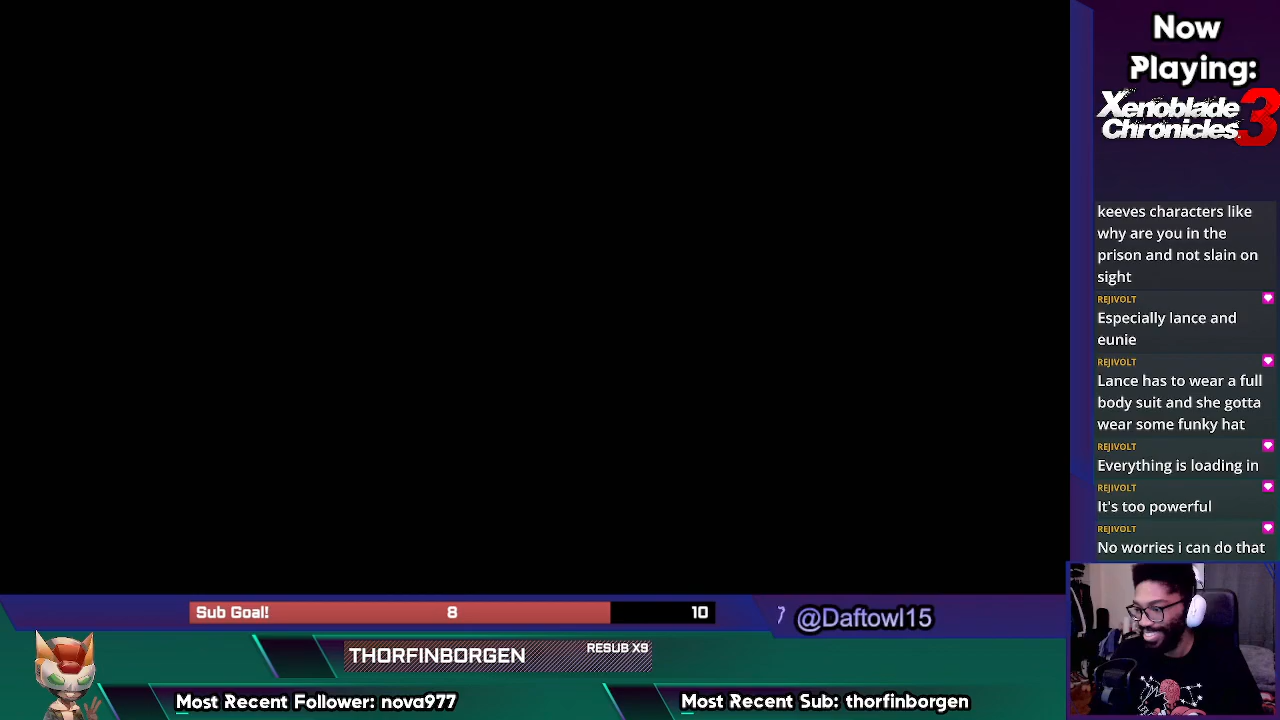 Now
Playing:
Xenoblade
Chronicles 3
keeves characters like
why are you in the
prison and not slain on
sight
REJIVOLT
Especially lance and
eunie
REJIVOLT
Lance has to wear a full
body suit and she gotta
wear some funky hat
REJIVOLT
Everything is loading in
REJIVOLT
It's too powerful
REJIVOLT
No worries i can do that
Sub Goal! 8 10
@Daftowl15
THORFINBORGEN RESUB X9
Most Recent Follower: nova977
Most Recent Sub: thorfinborgen